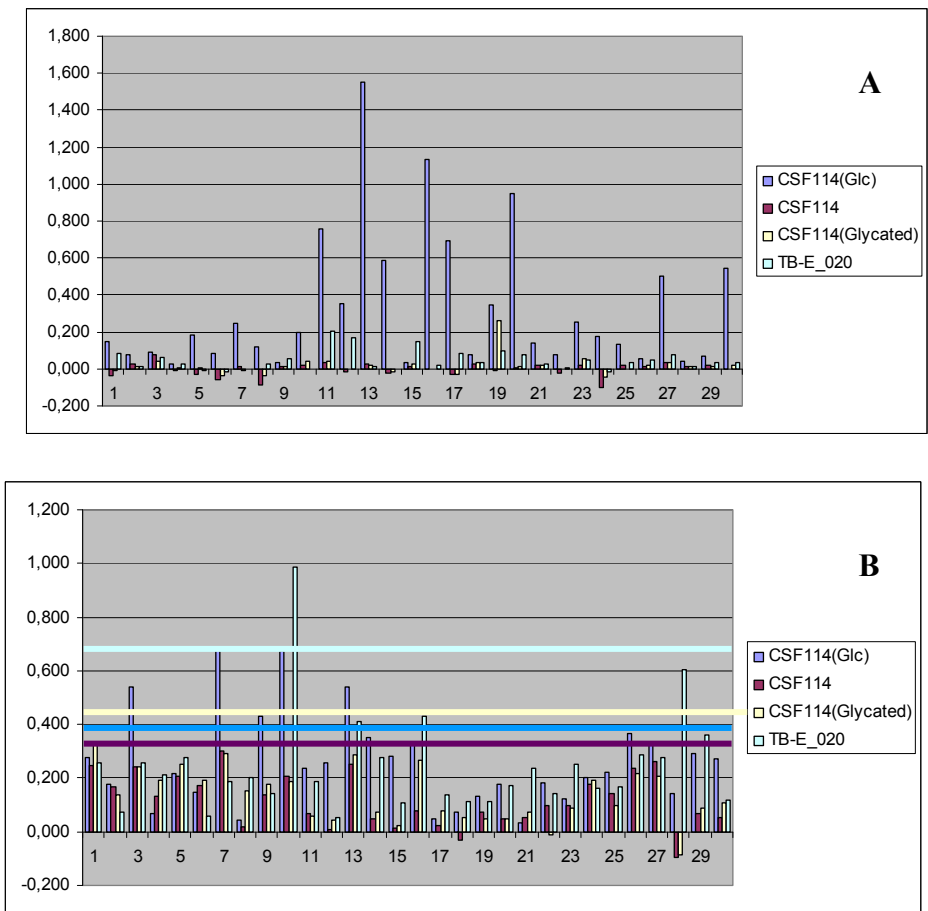 1,800
1,600
1,400
1,200
1,000
0,800
0,600
0,400
0,200
0,000
-0,200
1 3 5 7 9 11 13 15 17 19 21 23 25 27 29
A
CSF114(Glc)
CSF114
CSF114(Glycated)
TB-E_020
1,200
1,000
0,800
0,600
0,400
0,200
0,000
-0,200
1 3 5 7 9 11 13 15 17 19 21 23 25 27 29
B
CSF114(Glc)
CSF114
CSF114(Glycated)
TB-E_020